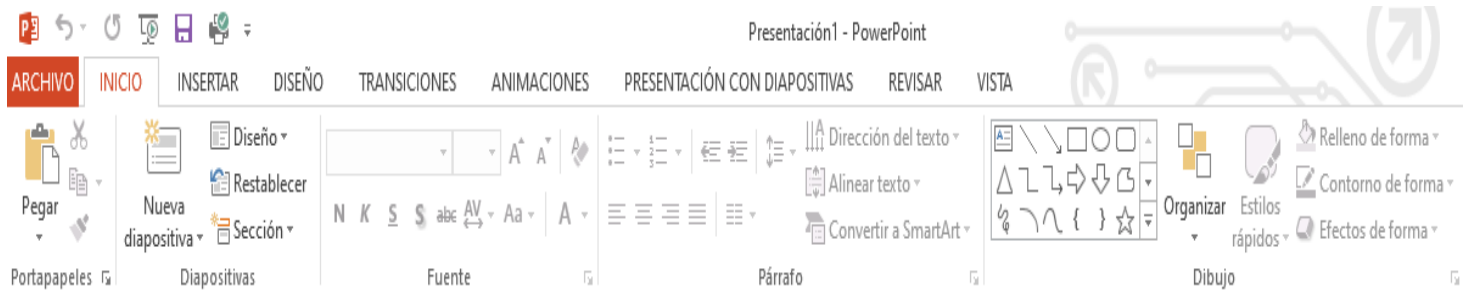 Presentación1 - PowerPoint
ARCHIVO INICIO INSERTAR DISEÑO TRANSICIONES ANIMACIONES PRESENTACIÓN CON DIAPOSITIVAS REVISAR VISTA
Pegar
Nueva diapositiva
Diseño
Restablecer
Sección
N K S S abc AV Aa A
A A
Dirección del texto
Alinear texto
Convertir a SmartArt
Organizar
Estilos rápidos
Relleno de forma
Contorno de forma
Efectos de forma
Portapapeles Diapositivas Fuente Párrafo Dibujo